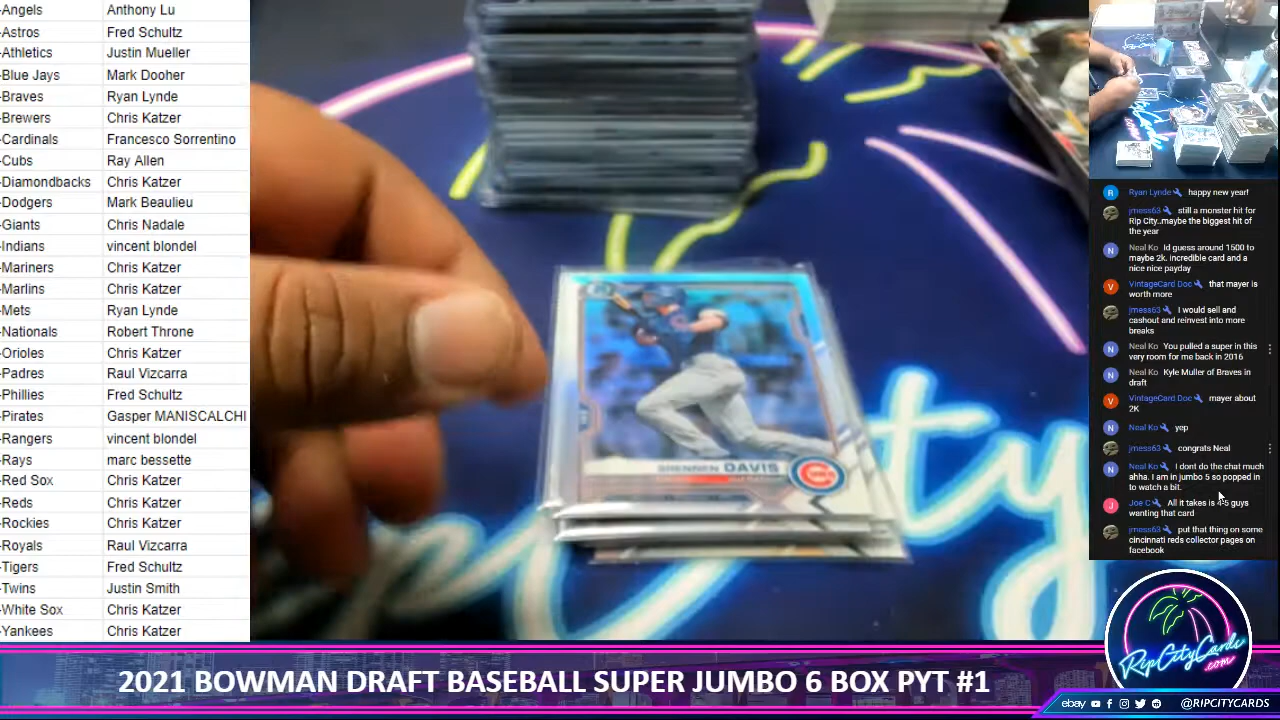 -Angels Anthony Lu
-Astros Fred Schultz
-Athletics Justin Mueller
-Blue Jays Mark Dooher
-Braves Ryan Lynde
-Brewers Chris Katzer
-Cardinals Francesco Sorrentino
-Cubs Ray Allen
-Diamondbacks Chris Katzer
-Dodgers Mark Beaulieu
-Giants Chris Nadale
-Indians vincent blondel
-Mariners Chris Katzer
-Marlins Chris Katzer
-Mets Ryan Lynde
-Nationals Robert Throne
-Orioles Chris Katzer
-Padres Raul Vizcarra
-Phillies Fred Schultz
-Pirates Gasper MANISCALCHI
-Rangers vincent blondel
-Rays marc bessette
-Red Sox Chris Katzer
-Reds Chris Katzer
-Rockies Chris Katzer
-Royals Raul Vizcarra
-Tigers Fred Schultz
-Twins Justin Smith
-White Sox Chris Katzer
-Yankees Chris Katzer
BRENNEN DAVIS
CUBS
ty
R Ryan Lynde happy new year!
jmess63 still a monster hit for
Rip City..maybe the biggest hit of
the year
N Neal Ko Id guess around 1500 to
maybe 2k. incredible card and a
nice nice payday
V VintageCard Doc that mayer is
worth more
jmess63 I would sell and
cashout and reinvest into more
breaks
N Neal Ko You pulled a super in this
very room for me back in 2016
N Neal Ko Kyle Muller of Braves in
draft
V VintageCard Doc mayer about
2K
N Neal Ko yep
jmess63 congrats Neal
N Neal Ko I dont do the chat much
ahha. I am in jumbo 5 so popped in
to watch a bit.
J Joe C All it takes is 4-5 guys
wanting that card
jmess63 put that thing on some
cincinnati reds collector pages on
facebook
RipCityCards
.com
2021 BOWMAN DRAFT BASEBALL SUPER JUMBO 6 BOX PYT #1
ebay @RIPCITYCARDS